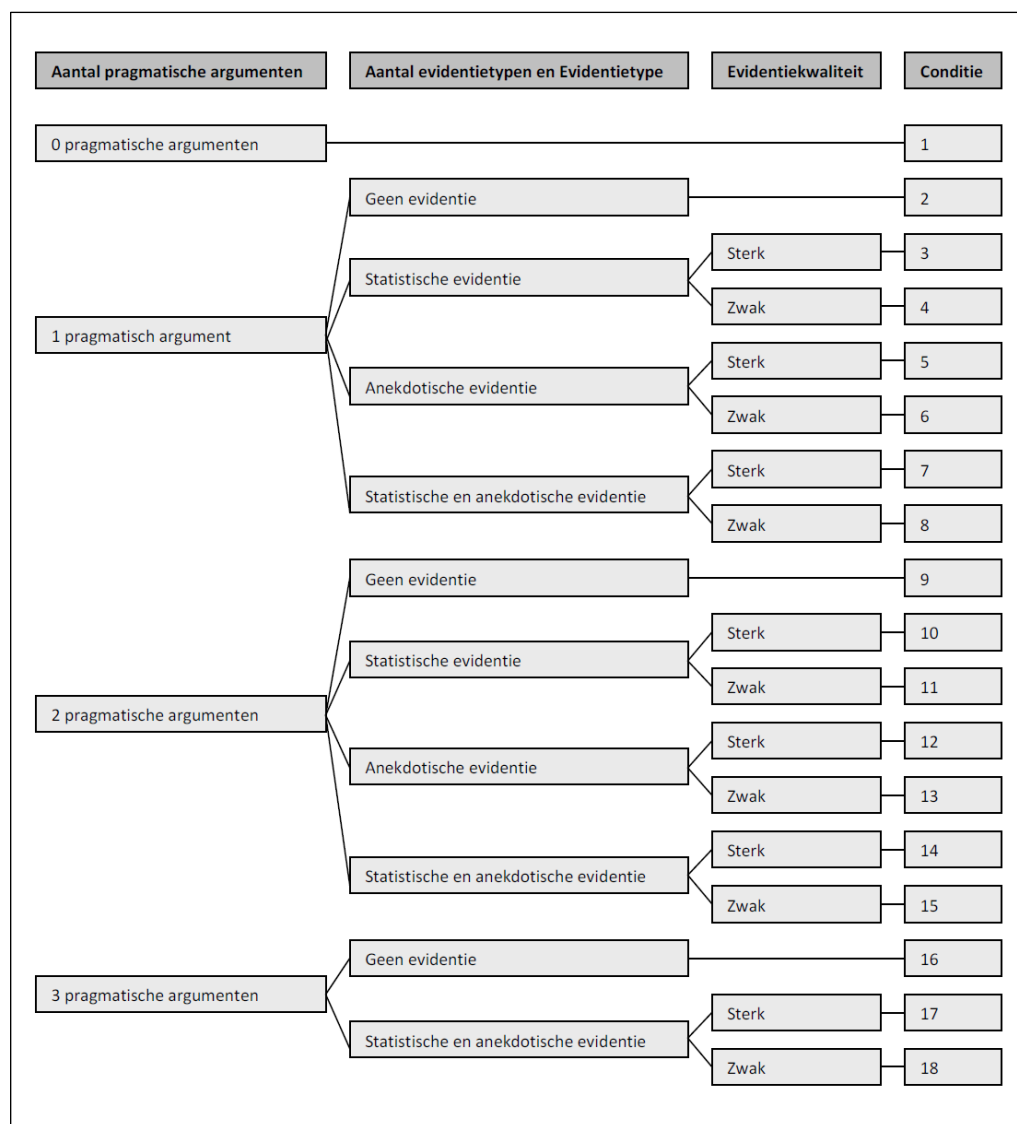 Aantal pragmatische argumenten
Aantal evidentietypen en Evidentietype
Evidentiekwaliteit
Conditie
0 pragmatische argumenten
1
Geen evidentie
2
Sterk
3
Statistische evidentie
Zwak
4
1 pragmatisch argument
Sterk
5
Anekdotische evidentie
Zwak
6
Sterk
7
Statistische en anekdotische evidentie
Zwak
8
Geen evidentie
9
Sterk
10
Statistische evidentie
Zwak
11
2 pragmatische argumenten
Sterk
12
Anekdotische evidentie
Zwak
13
Sterk
14
Statistische en anekdotische evidentie
Zwak
15
Geen evidentie
16
3 pragmatische argumenten
Sterk
17
Statistische en anekdotische evidentie
Zwak
18